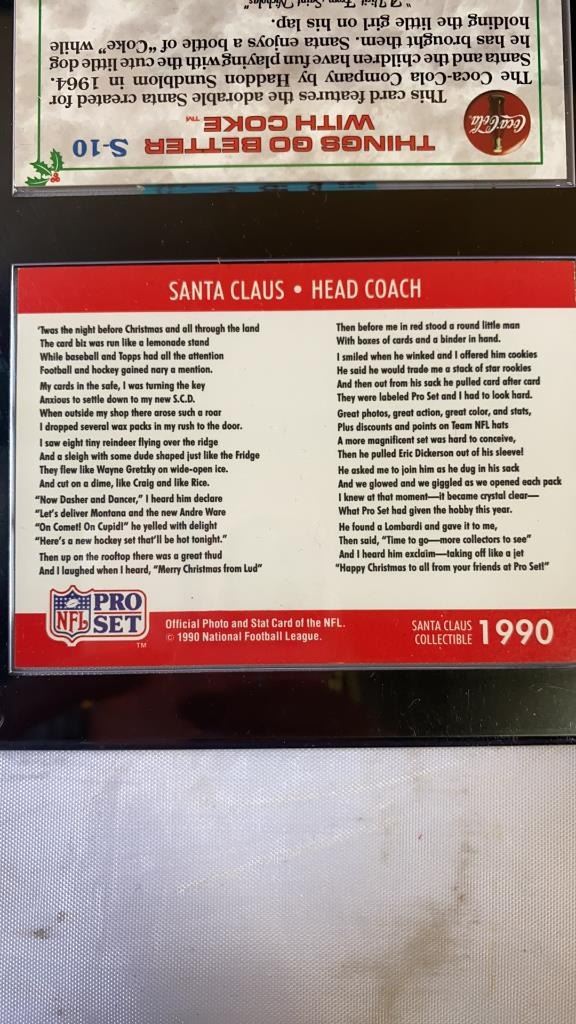 THINGS GO BETTER
WITH COKE™
S-10
Coca-Cola
This card features the adorable Santa created for
The Coca-Cola Company by Haddon Sundblom in 1964.
Santa and the children have fun playing with the cute little dog
he has brought them. Santa enjoys a bottle of “Coke” while
holding the little girl on his lap.
SANTA CLAUS • HEAD COACH
'Twas the night before Christmas and all through the land
The card biz was run like a lemonade stand
While baseball and Topps had all the attention
Football and hockey gained nary a mention.
My cards in the safe, I was turning the key
Anxious to settle down to my new S.C.D.
When outside my shop there arose such a roar
I dropped several wax packs in my rush to the door.
I saw eight tiny reindeer flying over the ridge
And a sleigh with some dude shaped just like the Fridge
They flew like Wayne Gretzky on wide-open ice.
And cut on a dime, like Craig and like Rice.
“Now Dasher and Dancer,” I heard him declare
“Let's deliver Montana and the new Andre Ware
“On Comet! On Cupid!” he yelled with delight
“Here's a new hockey set that'll be hot tonight.”
Then up on the rooftop there was a great thud
And I laughed when I heard, “Merry Christmas from Lud”
Then before me in red stood a round little man
With boxes of cards and a binder in hand.
I smiled when he winked and I offered him cookies
He said he would trade me a stack of star rookies
And then out from his sack he pulled card after card
They were labeled Pro Set and I had to look hard.
Great photos, great action, great color, and stats,
Plus discounts and points on Team NFL hats
A more magnificent set was hard to conceive,
Then he pulled Eric Dickerson out of his sleeve!
He asked me to join him as he dug in his sack
And we glowed and we giggled as we opened each pack
I knew at that moment—it became crystal clear—
What Pro Set had given the hobby this year.
He found a Lombardi and gave it to me,
Then said, “Time to go—more collectors to see”
And I heard him exclaim—taking off like a jet
“Happy Christmas to all from your friends at Pro Set!”
NFL PRO SET TM
Official Photo and Stat Card of the NFL.
© 1990 National Football League.
SANTA CLAUS
COLLECTIBLE
1990